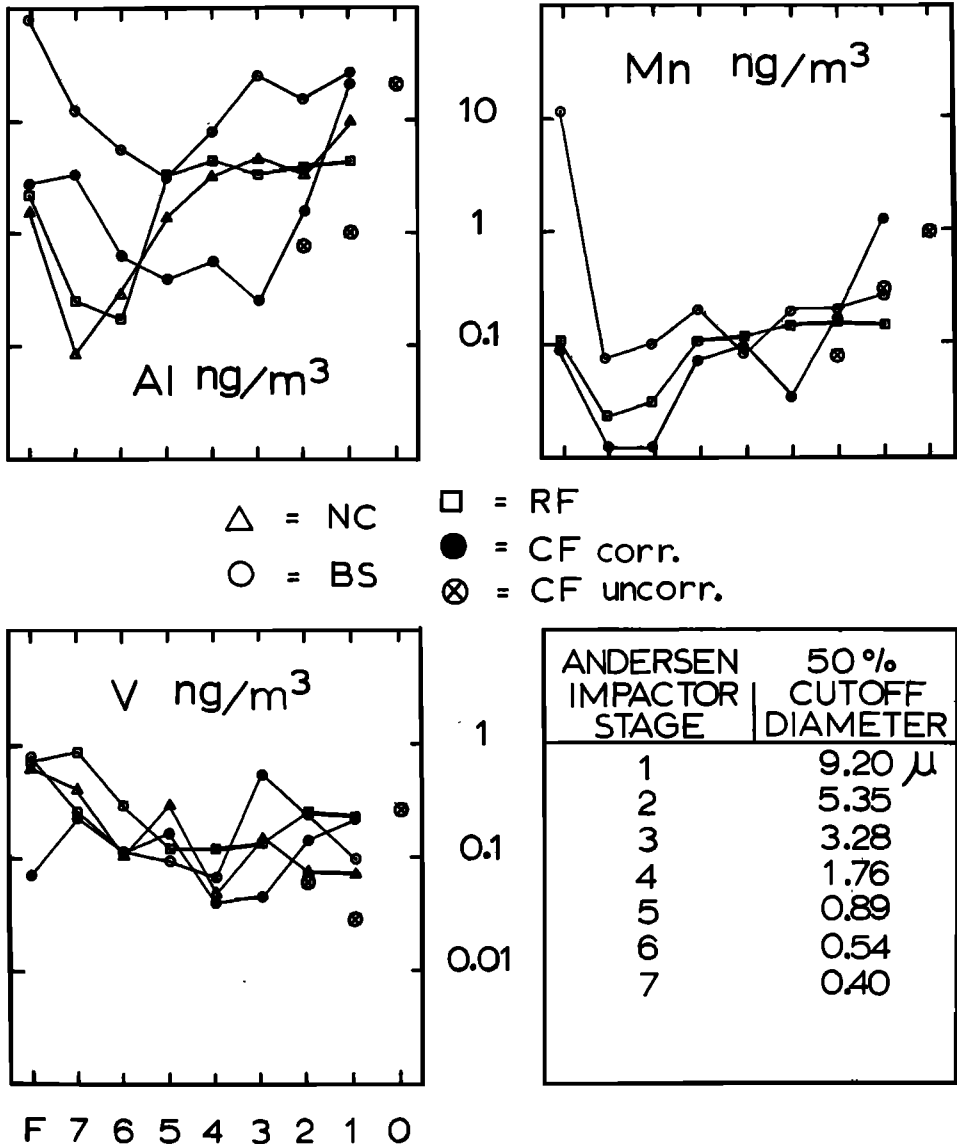 Mn ng/m³
10
1
0.1
Al ng/m³
△ = NC
□ = RF
○ = BS
● = CF corr.
⊗ = CF uncorr.
V ng/m³
1
0.1
0.01
F 7 6 5 4 3 2 1 0
ANDERSEN IMPACTOR STAGE
50% CUTOFF DIAMETER
1 9.20 μ
2 5.35
3 3.28
4 1.76
5 0.89
6 0.54
7 0.40